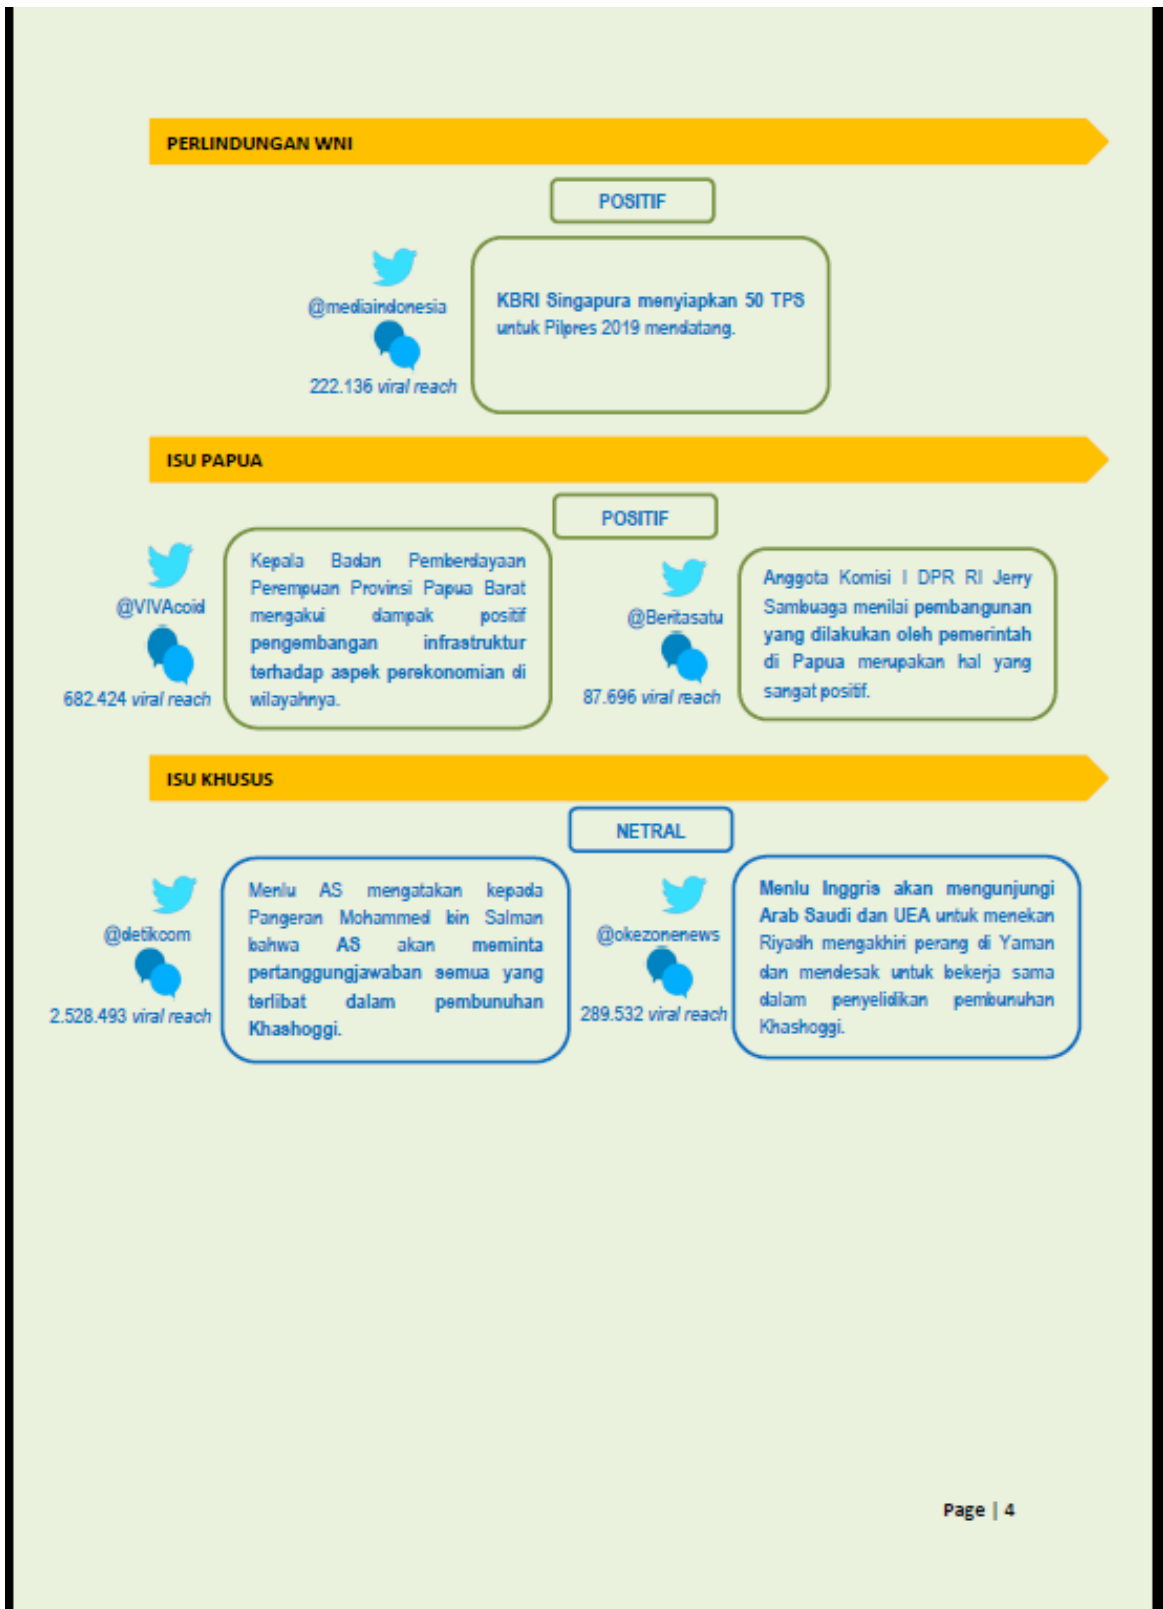 PERLINDUNGAN WNI
POSITIF
@mediaindonesia
222.136 viral reach
KBRI Singapura menyiapkan 50 TPS
untuk Pilpres 2019 mendatang.
ISU PAPUA
POSITIF
@VIVAcoid
682.424 viral reach
Kepala Badan Pemberdayaan
Perempuan Provinsi Papua Barat
mengakui dampak positif
pengembangan infrastruktur
terhadap aspek perekonomian di
wilayahnya.
@Beritasatu
87.696 viral reach
Anggota Komisi I DPR RI Jerry
Sambuaga menilai pembangunan
yang dilakukan oleh pemerintah
di Papua merupakan hal yang
sangat positif.
ISU KHUSUS
NETRAL
@detikcom
2.528.493 viral reach
Menlu AS mengatakan kepada
Pangeran Mohammed bin Salman
bahwa AS akan meminta
pertanggungjawaban semua yang
terlibat dalam pembunuhan
Khashoggi.
@okezonenews
289.532 viral reach
Menlu Inggris akan mengunjungi
Arab Saudi dan UEA untuk menekan
Riyadh mengakhiri perang di Yaman
dan mendesak untuk bekerja sama
dalam penyelidikan pembunuhan
Khashoggi.
Page | 4